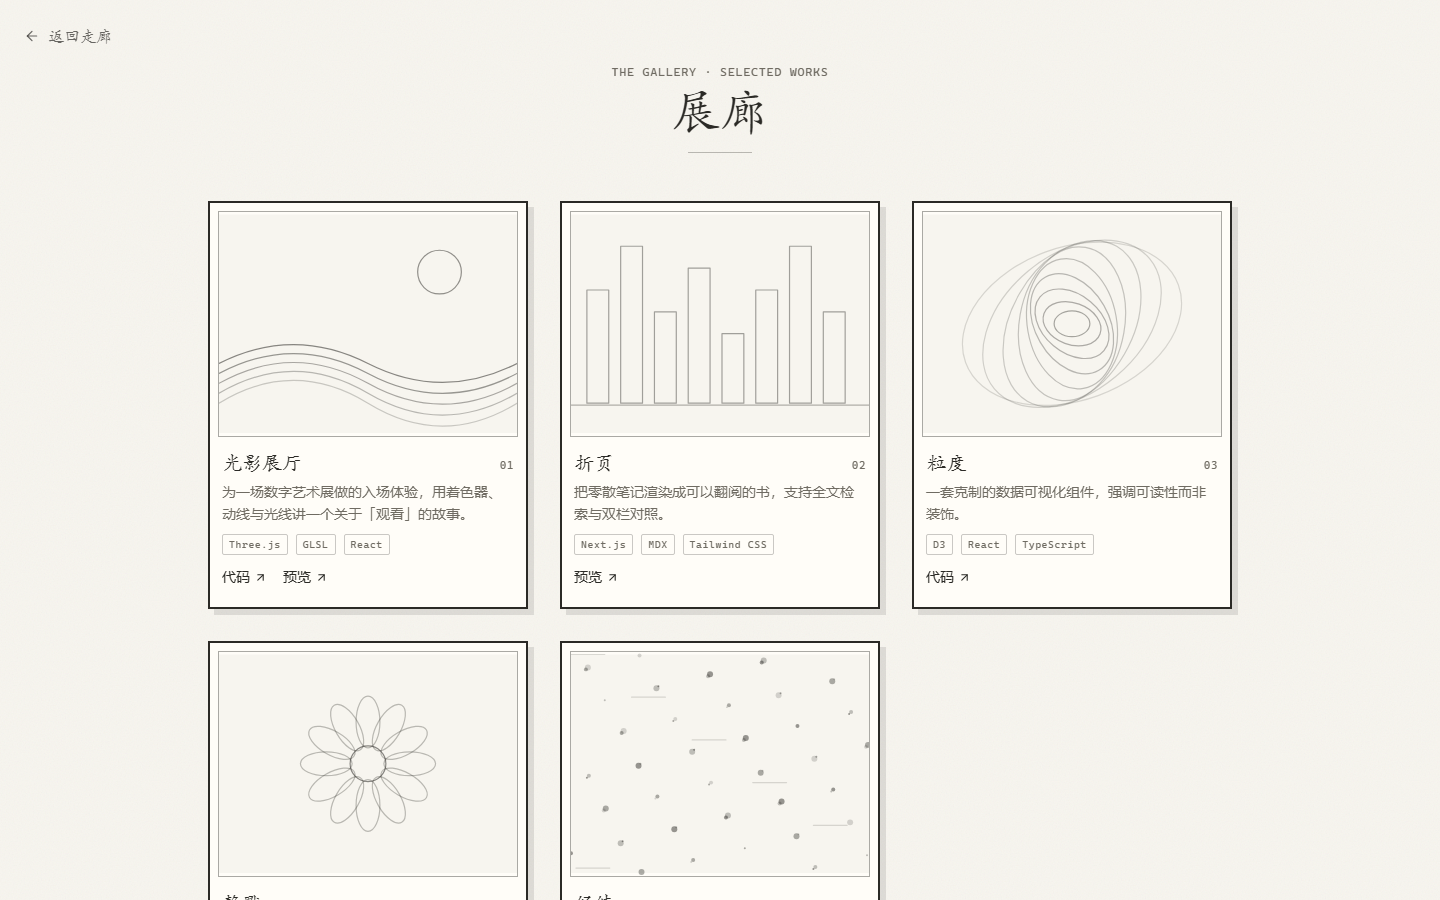 ← 返回走廊
THE GALLERY · SELECTED WORKS
展廊
光影展厅 01
为一场数字艺术展做的入场体验，用着色器、
动线与光线讲一个关于「观看」的故事。
Three.js GLSL React
代码 ↗ 预览 ↗
折页 02
把零散笔记渲染成可以翻阅的书，支持全文检
索与双栏对照。
Next.js MDX Tailwind CSS
预览 ↗
粒度 03
一套克制的数据可视化组件，强调可读性而非
装饰。
D3 React TypeScript
代码 ↗